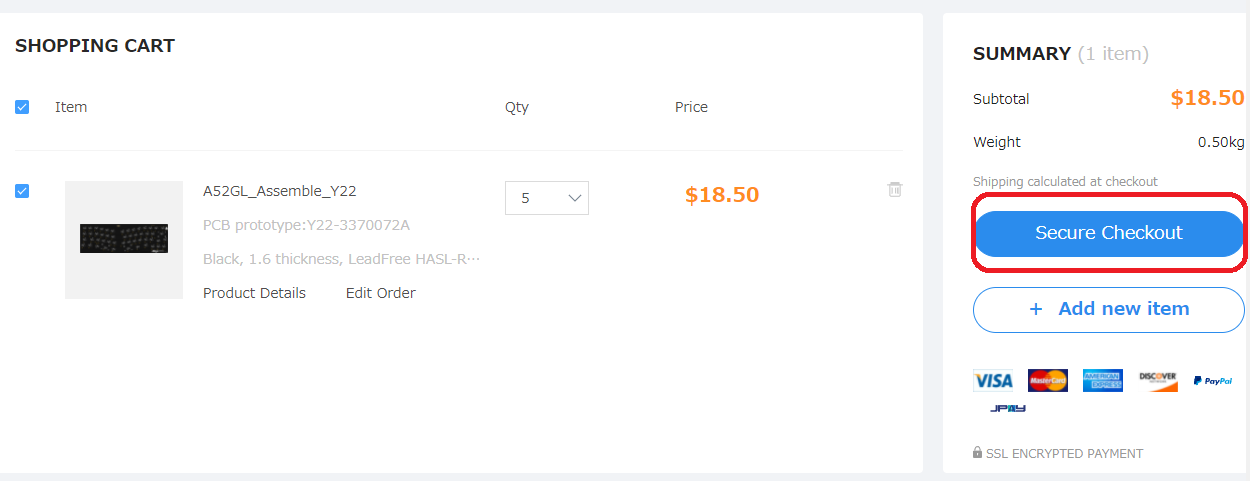 SHOPPING CART
Item
Qty
Price
A52GL_Assemble_Y22
5
$18.50
PCB prototype:Y22-3370072A
Black, 1.6 thickness, LeadFree HASL-R···
Product Details
Edit Order
SUMMARY (1 item)
Subtotal
$18.50
Weight
0.50kg
Shipping calculated at checkout
Secure Checkout
+ Add new item
VISA
MasterCard
AMERICAN EXPRESS
DISCOVER
PayPal
JPAY
SSL ENCRYPTED PAYMENT